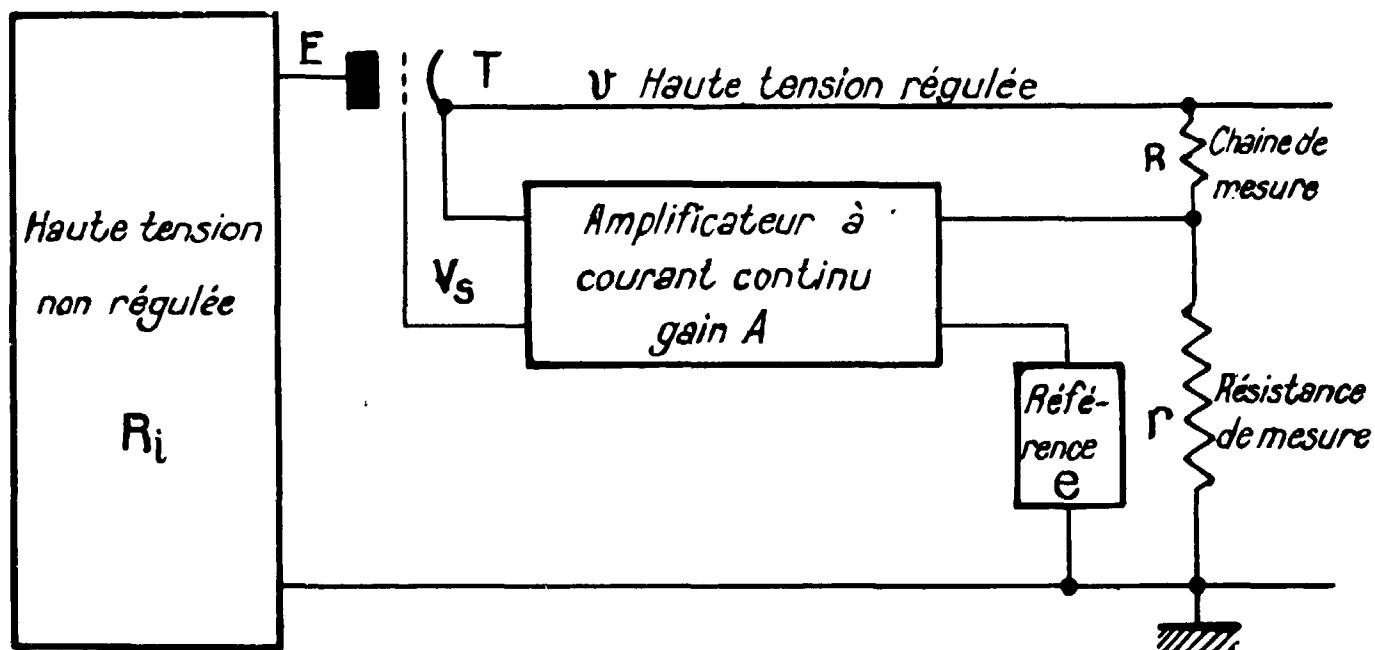 Haute tension
non régulée
Ri
E
T
v Haute tension régulée
Vs
Amplificateur à
courant continu
gain A
R
Chaine de
mesure
Référ-
rence
e
r
Résistance
de mesure